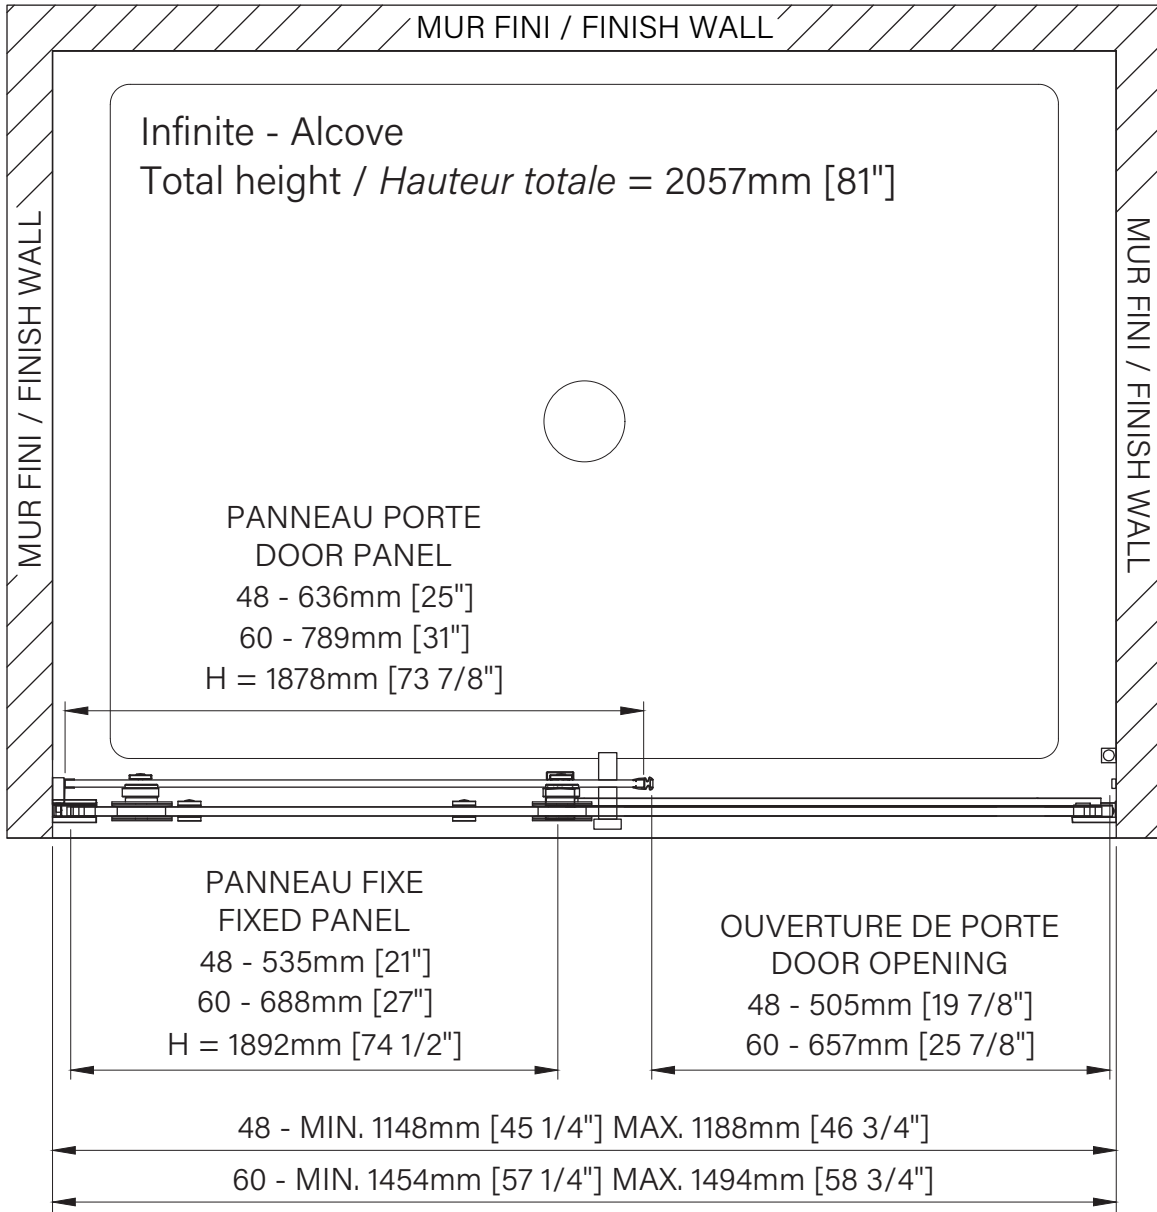 MUR FINI / FINISH WALL
Infinite - Alcove
Total height / Hauteur totale = 2057mm [81"]
MUR FINI / FINISH WALL
MUR FINI / FINISH WALL
PANNEAU PORTE
DOOR PANEL
48 - 636mm [25"]
60 - 789mm [31"]
H = 1878mm [73 7/8"]
PANNEAU FIXE
FIXED PANEL
48 - 535mm [21"]
60 - 688mm [27"]
H = 1892mm [74 1/2"]
OUVERTURE DE PORTE
DOOR OPENING
48 - 505mm [19 7/8"]
60 - 657mm [25 7/8"]
48 - MIN. 1148mm [45 1/4"] MAX. 1188mm [46 3/4"]
60 - MIN. 1454mm [57 1/4"] MAX. 1494mm [58 3/4"]